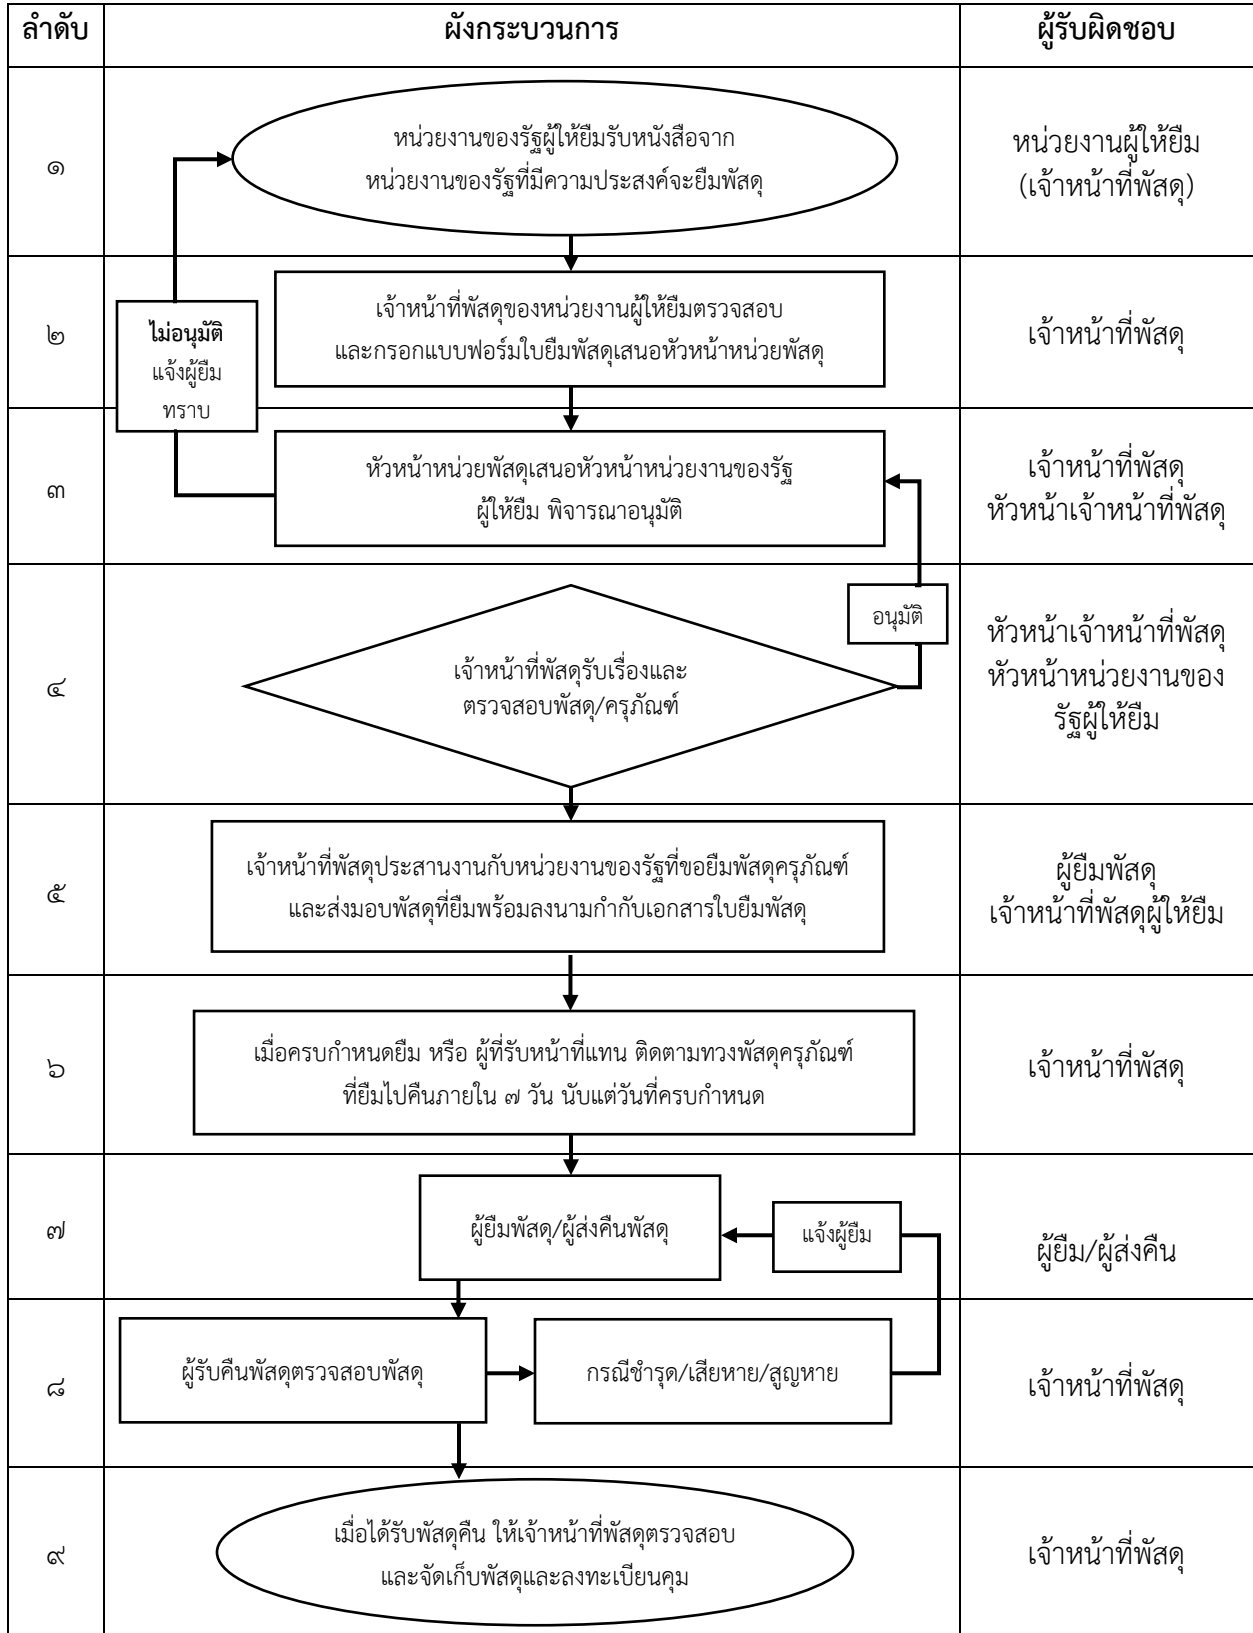 ลำดับ
ผังกระบวนการ
ผู้รับผิดชอบ
๑
หน่วยงานของรัฐผู้ให้ยืมรับหนังสือจาก
หน่วยงานของรัฐที่มีความประสงค์จะยืมพัสดุ
หน่วยงานผู้ให้ยืม
(เจ้าหน้าที่พัสดุ)
๒
ไม่อนุมัติ
แจ้งผู้ยืม
ทราบ
เจ้าหน้าที่พัสดุของหน่วยงานผู้ให้ยืมตรวจสอบ
และกรอกแบบฟอร์มใบยืมพัสดุเสนอหัวหน้าหน่วยพัสดุ
เจ้าหน้าที่พัสดุ
๓
หัวหน้าหน่วยพัสดุเสนอหัวหน้าหน่วยงานของรัฐ
ผู้ให้ยืม พิจารณาอนุมัติ
เจ้าหน้าที่พัสดุ
หัวหน้าเจ้าหน้าที่พัสดุ
๔
อนุมัติ
เจ้าหน้าที่พัสดุรับเรื่องและ
ตรวจสอบพัสดุ/ครุภัณฑ์
หัวหน้าเจ้าหน้าที่พัสดุ
หัวหน้าหน่วยงานของ
รัฐผู้ให้ยืม
๕
เจ้าหน้าที่พัสดุประสานงานกับหน่วยงานของรัฐที่ขอยืมพัสดุครุภัณฑ์
และส่งมอบพัสดุที่ยืมพร้อมลงนามกำกับเอกสารใบยืมพัสดุ
ผู้ยืมพัสดุ
เจ้าหน้าที่พัสดุผู้ให้ยืม
๖
เมื่อครบกำหนดยืม หรือ ผู้ที่รับหน้าที่แทน ติดตามทวงพัสดุครุภัณฑ์
ที่ยืมไปคืนภายใน ๗ วัน นับแต่วันที่ครบกำหนด
เจ้าหน้าที่พัสดุ
๗
ผู้ยืมพัสดุ/ผู้ส่งคืนพัสดุ
แจ้งผู้ยืม
ผู้ยืม/ผู้ส่งคืน
๘
ผู้รับคืนพัสดุตรวจสอบพัสดุ
กรณีชำรุด/เสียหาย/สูญหาย
เจ้าหน้าที่พัสดุ
๙
เมื่อได้รับพัสดุคืน ให้เจ้าหน้าที่พัสดุตรวจสอบ
และจัดเก็บพัสดุและลงทะเบียนคุม
เจ้าหน้าที่พัสดุ